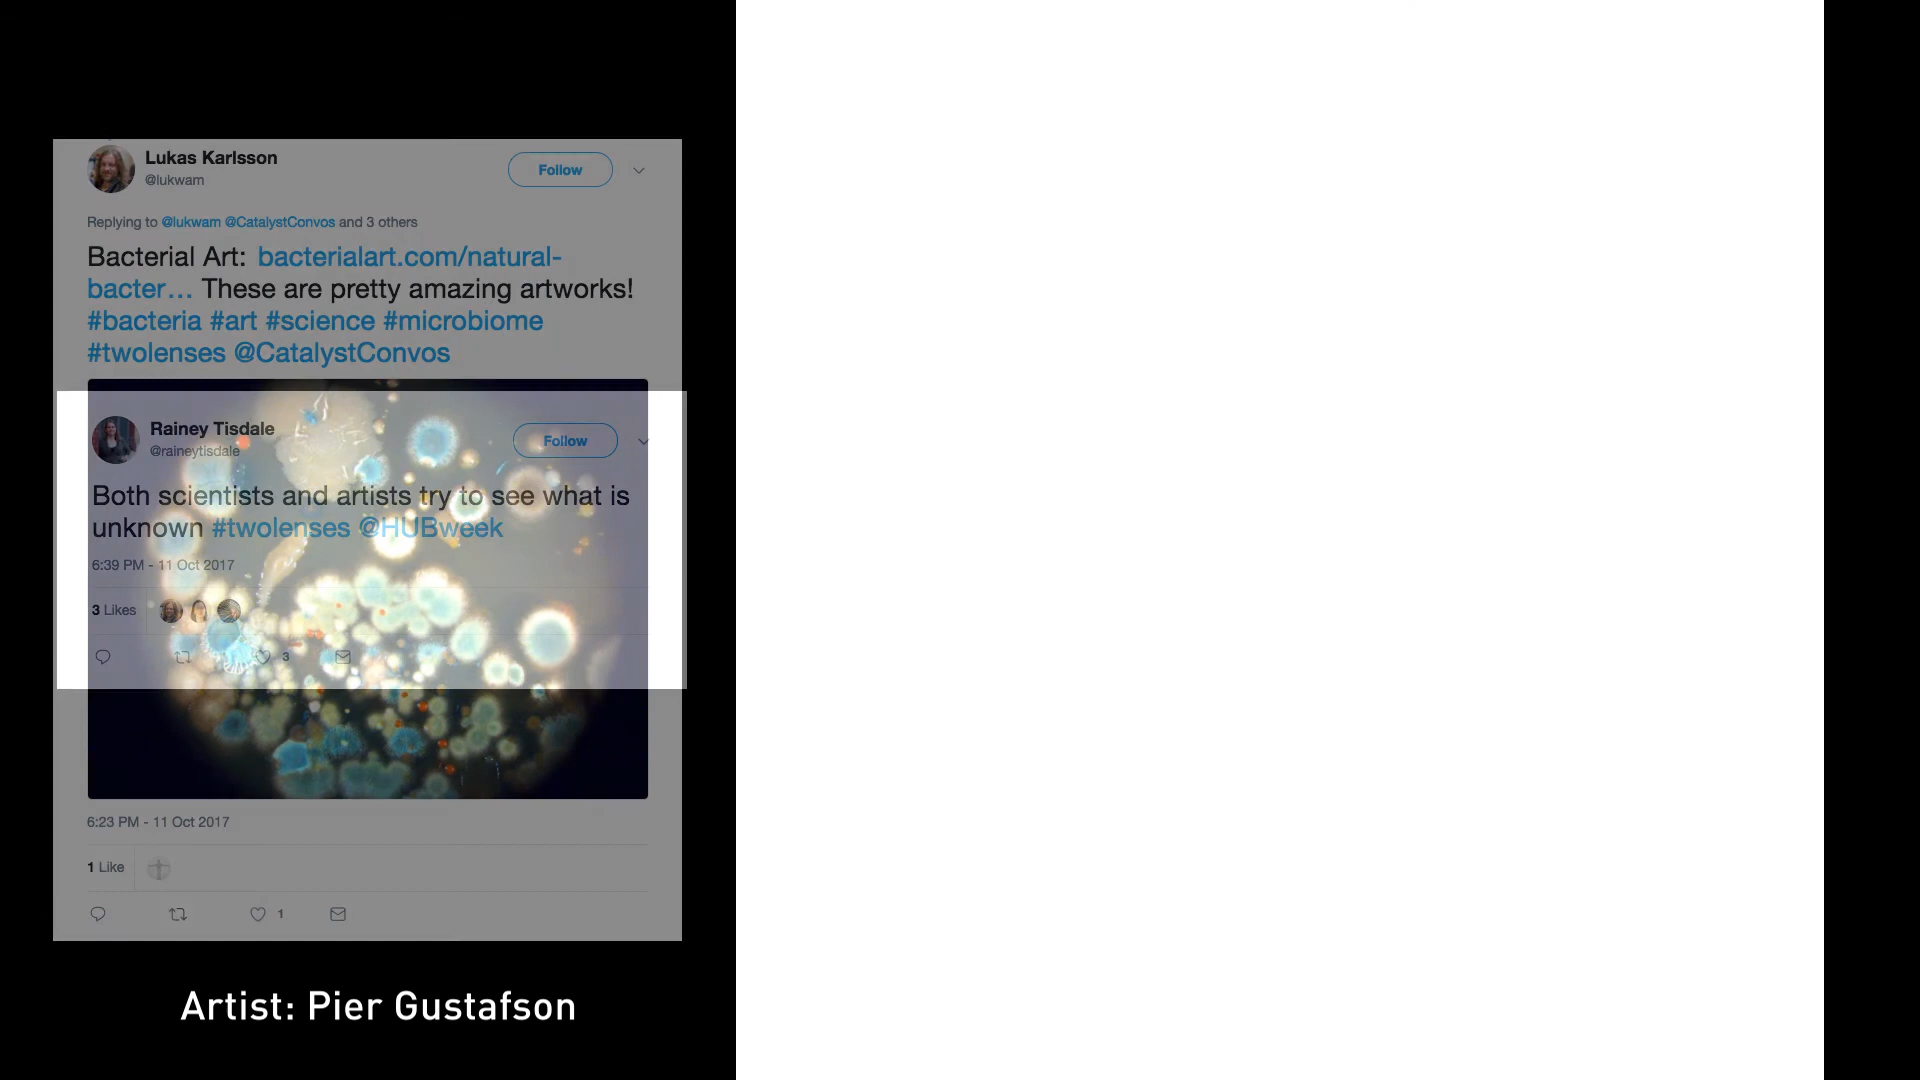 Lukas Karlsson
@lukwam
Follow
Replying to @lukwam @CatalystConvos and 3 others
Bacterial Art: bacterialart.com/natural-
bacter… These are pretty amazing artworks!
#bacteria #art #science #microbiome
#twolenses @CatalystConvos
Rainey Tisdale
@raineytisdale
Follow
Both scientists and artists try to see what is
unknown #twolenses @HUBweek
6:39 PM - 11 Oct 2017
3 Likes
3
6:23 PM - 11 Oct 2017
1 Like
1
Artist: Pier Gustafson